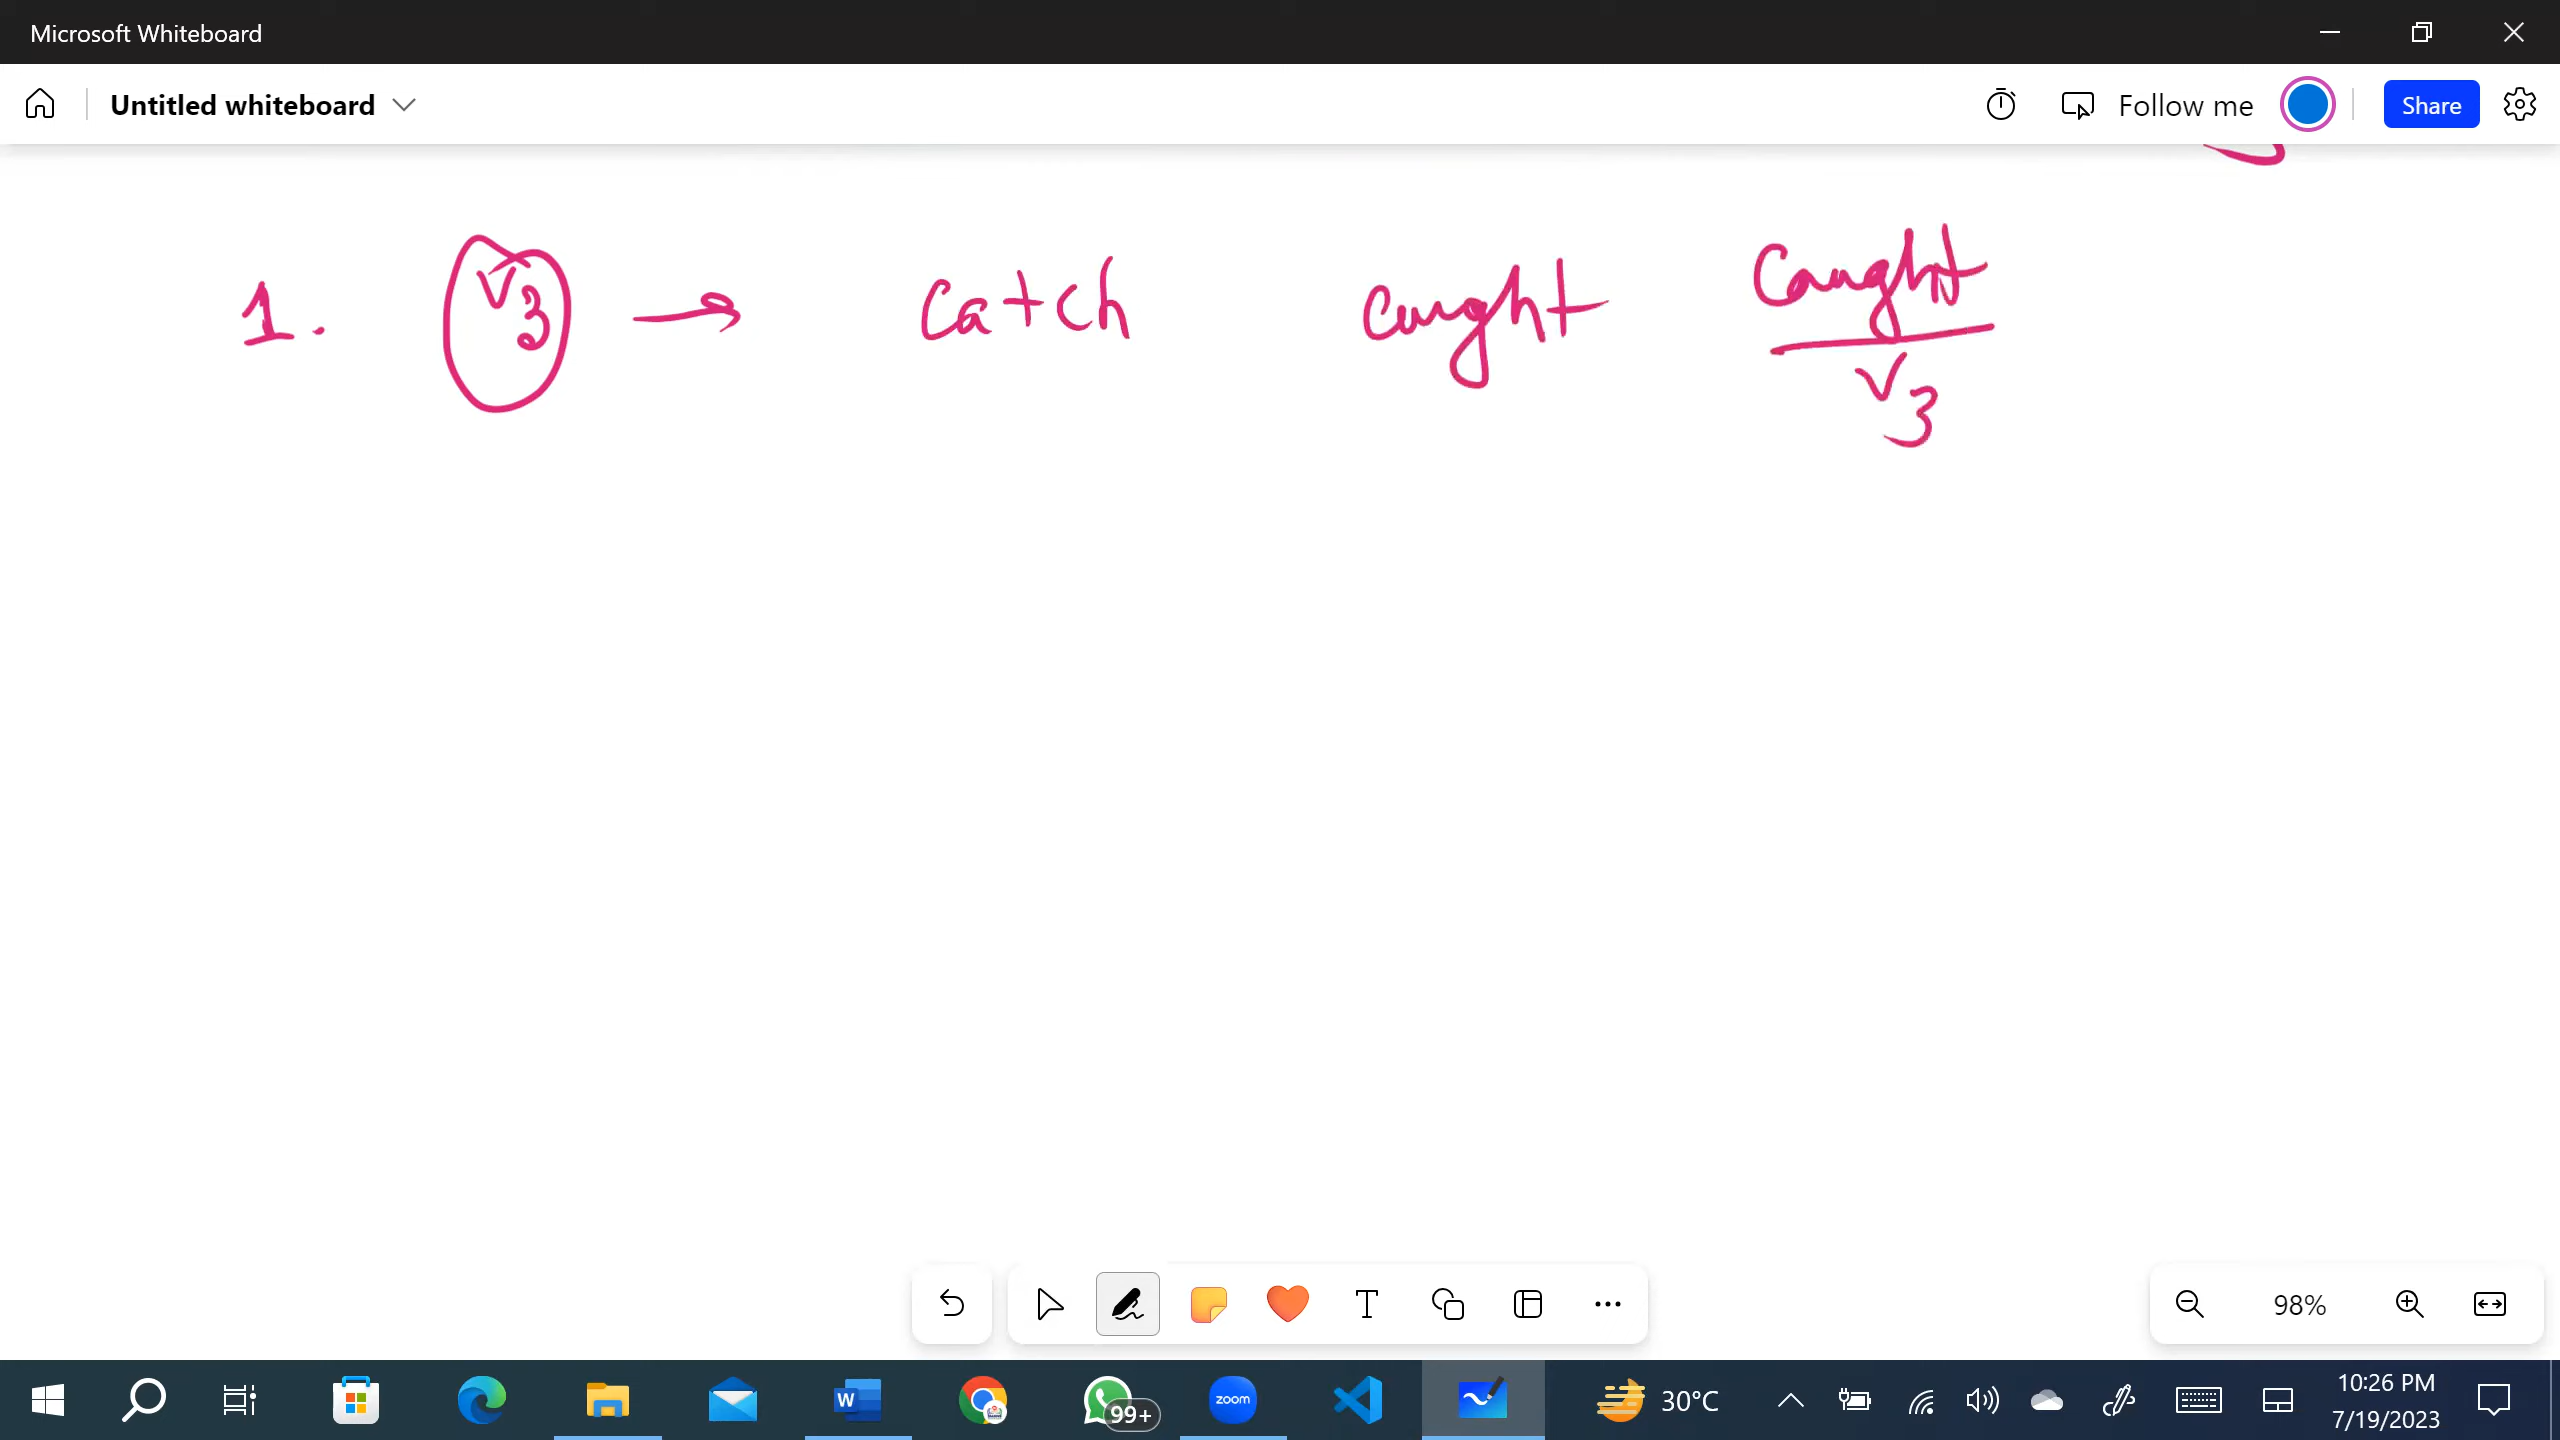 Microsoft Whiteboard
Untitled whiteboard
Follow me
Share
1. V3 → Catch caught Caught
V3
T
98%
W
99+
zoom
30°C
10:26 PM
7/19/2023